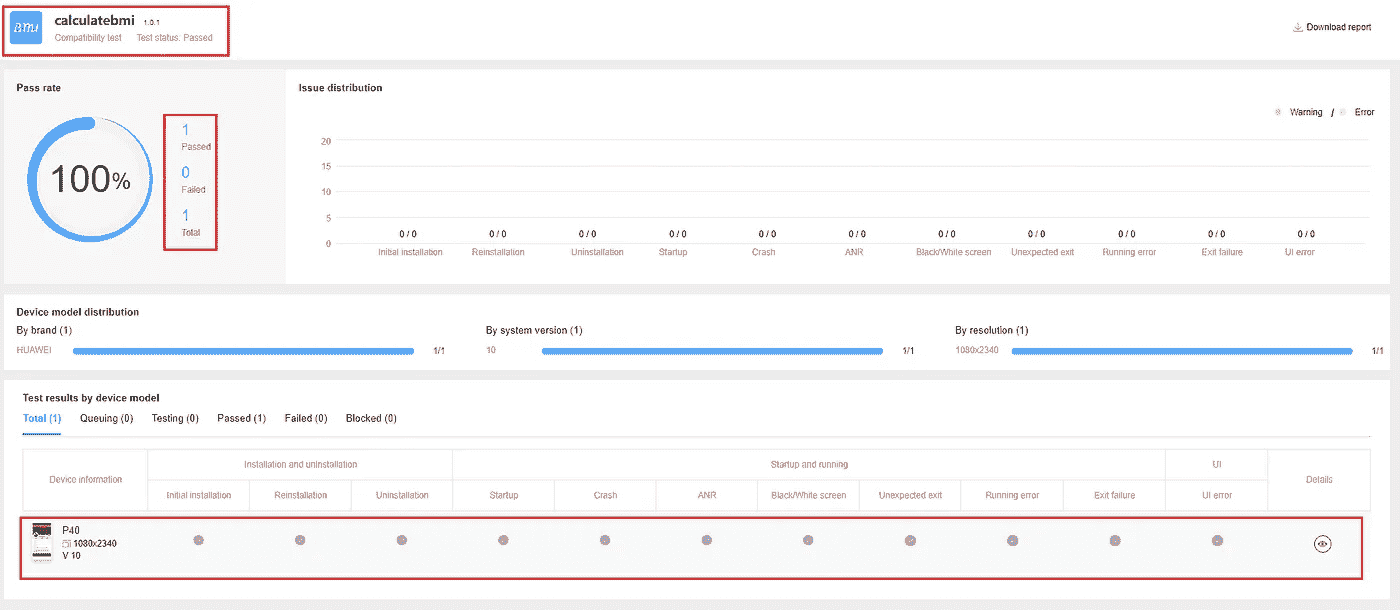 BMI
calculatebmi 1.0.1
Compatibility test Test status: Passed
Download report
Pass rate
100%
1
Passed
0
Failed
1
Total
Issue distribution
Warning / Error
20
15
10
5
0
0 / 0 0 / 0 0 / 0 0 / 0 0 / 0 0 / 0 0 / 0 0 / 0 0 / 0 0 / 0 0 / 0
Initial installation Reinstallation Uninstallation Startup Crash ANR Black/White screen Unexpected exit Running error Exit failure UI error
Device model distribution
By brand (1) By system version (1) By resolution (1)
HUAWEI 1/1 10 1/1 1080x2340 1/1
Test results by device model
Total (1) Queuing (0) Testing (0) Passed (1) Failed (0) Blocked (0)
Device information Installation and uninstallation Startup and running UI Details
Initial installation Reinstallation Uninstallation Startup Crash ANR Black/White screen Unexpected exit Running error Exit failure UI error
P40
1080x2340
V 10